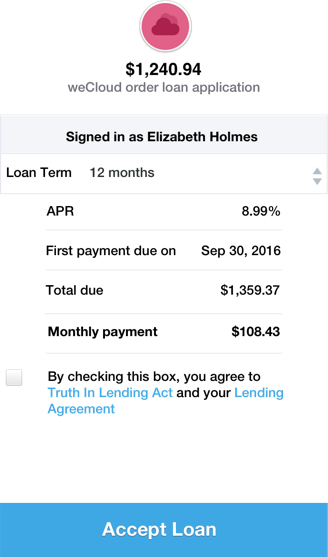 $1,240.94
weCloud order loan application
Signed in as Elizabeth Holmes
Loan Term 12 months
APR 8.99%
First payment due on Sep 30, 2016
Total due $1,359.37
Monthly payment $108.43
By checking this box, you agree to
Truth In Lending Act and your Lending
Agreement
Accept Loan